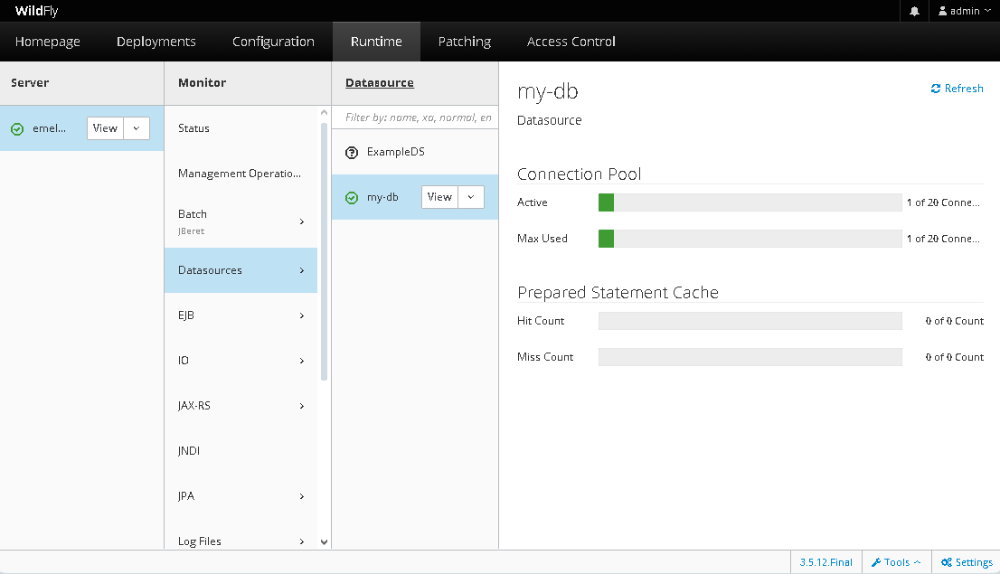 WildFly
admin
Homepage Deployments Configuration Runtime Patching Access Control
Server
emel... View
Monitor
Status
Management Operatio...
Batch
JBeret
Datasources
EJB
IO
JAX-RS
JNDI
JPA
Log Files
Datasource
Filter by: name, xa, normal, en
ExampleDS
my-db View
my-db
Refresh
Datasource
Connection Pool
Active 1 of 20 Conne...
Max Used 1 of 20 Conne...
Prepared Statement Cache
Hit Count 0 of 0 Count
Miss Count 0 of 0 Count
3.5.12.Final Tools Settings